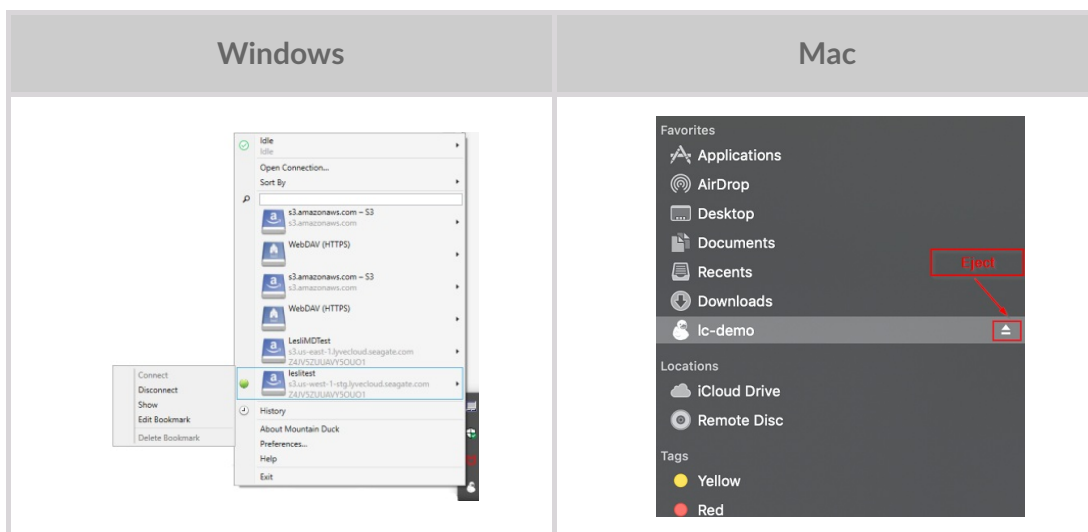 Windows
Mac
Idle
Idle
Open Connection...
Sort By
s3.amazonaws.com – S3
s3.amazonaws.com
WebDAV (HTTPS)
s3.amazonaws.com – S3
s3.amazonaws.com
WebDAV (HTTPS)
LesliMDTest
s3.us-east-1.lyvecloud.seagate.com
Z4JV5ZUUAVY5OUO1
leslitest
s3.us-west-1-stg.lyvecloud.seagate.com
Z4JV5ZUUAVY5OUO1
History
About Mountain Duck
Preferences...
Help
Exit
Connect
Disconnect
Show
Edit Bookmark
Delete Bookmark
Favorites
Applications
AirDrop
Desktop
Documents
Recents
Downloads
lc-demo
Eject
Locations
iCloud Drive
Remote Disc
Tags
Yellow
Red